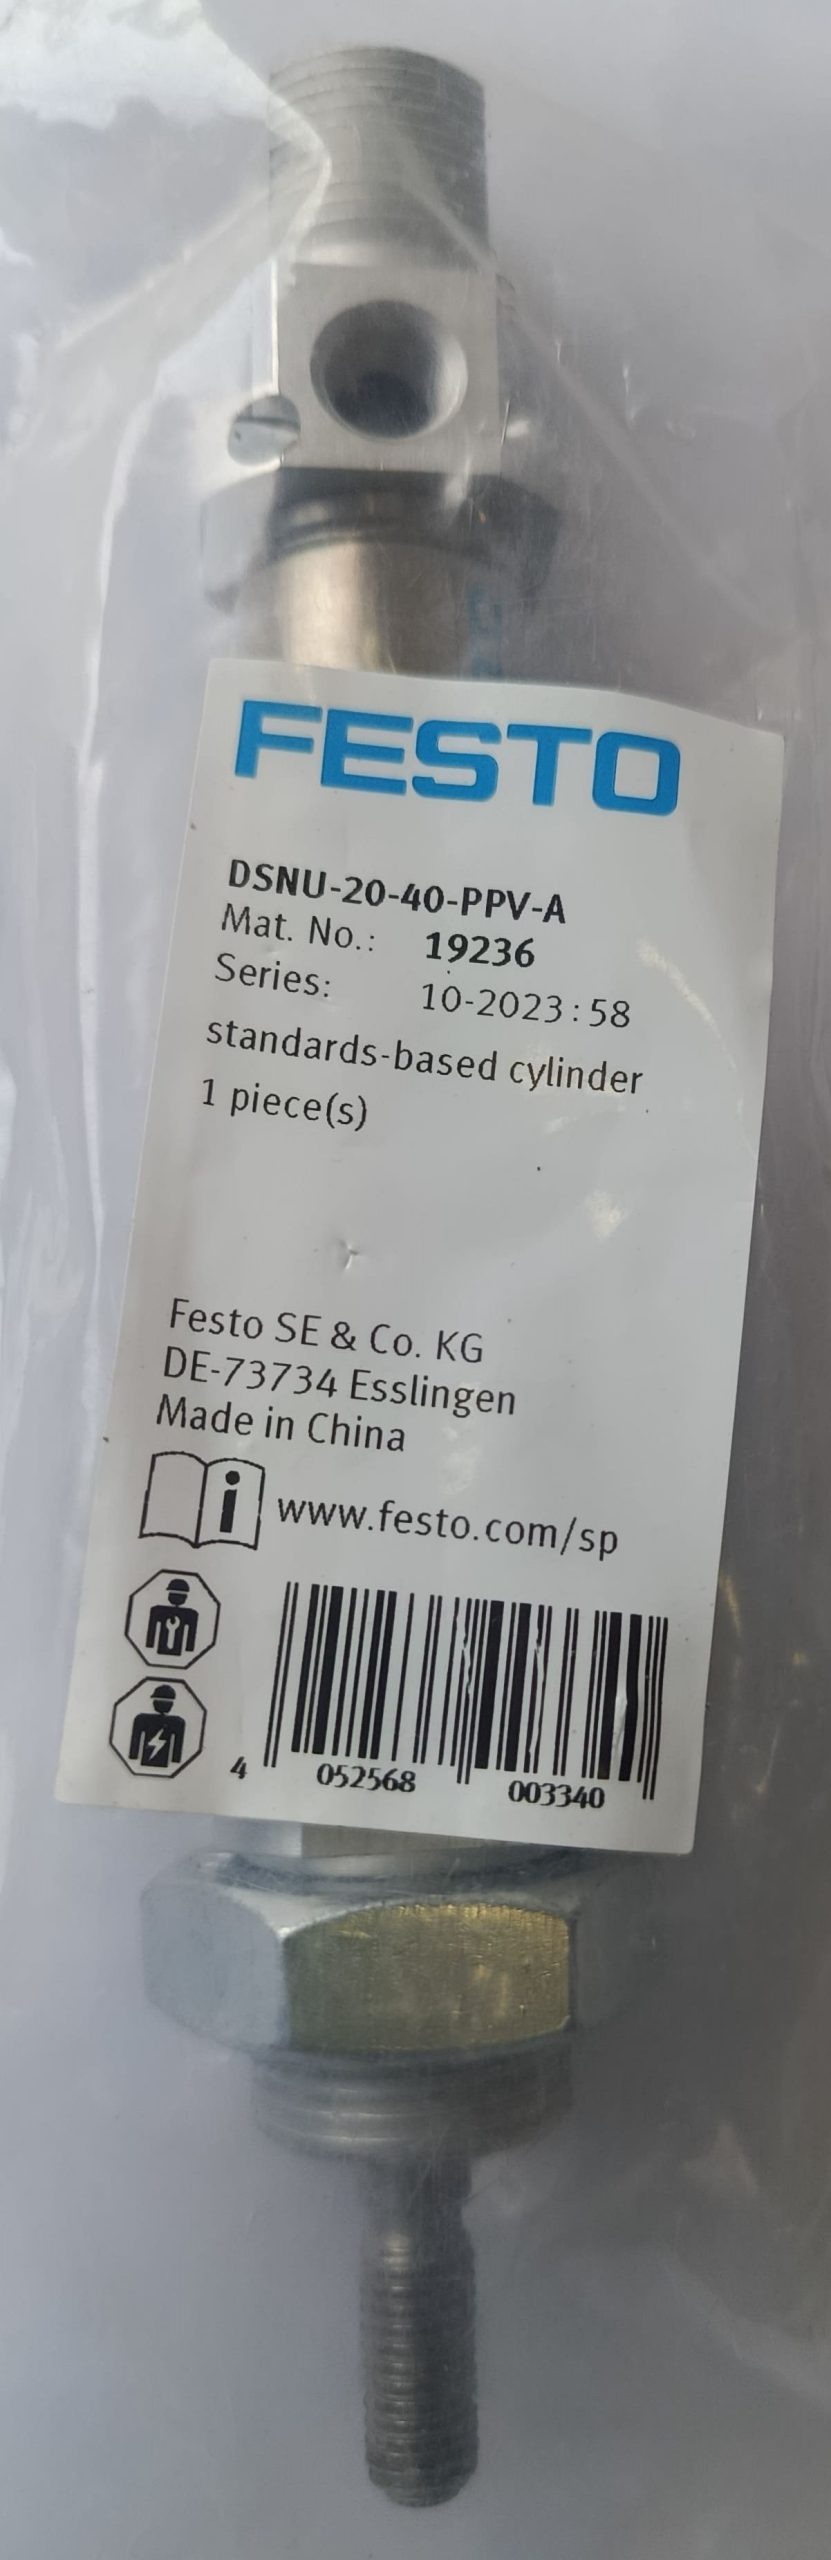 FESTO
DSNU-20-40-PPV-A
Mat. No.: 19236
Series: 10-2023:58
standards-based cylinder
1 piece(s)
Festo SE & Co. KG
DE-73734 Esslingen
Made in China
www.festo.com/sp
4 052568 003340